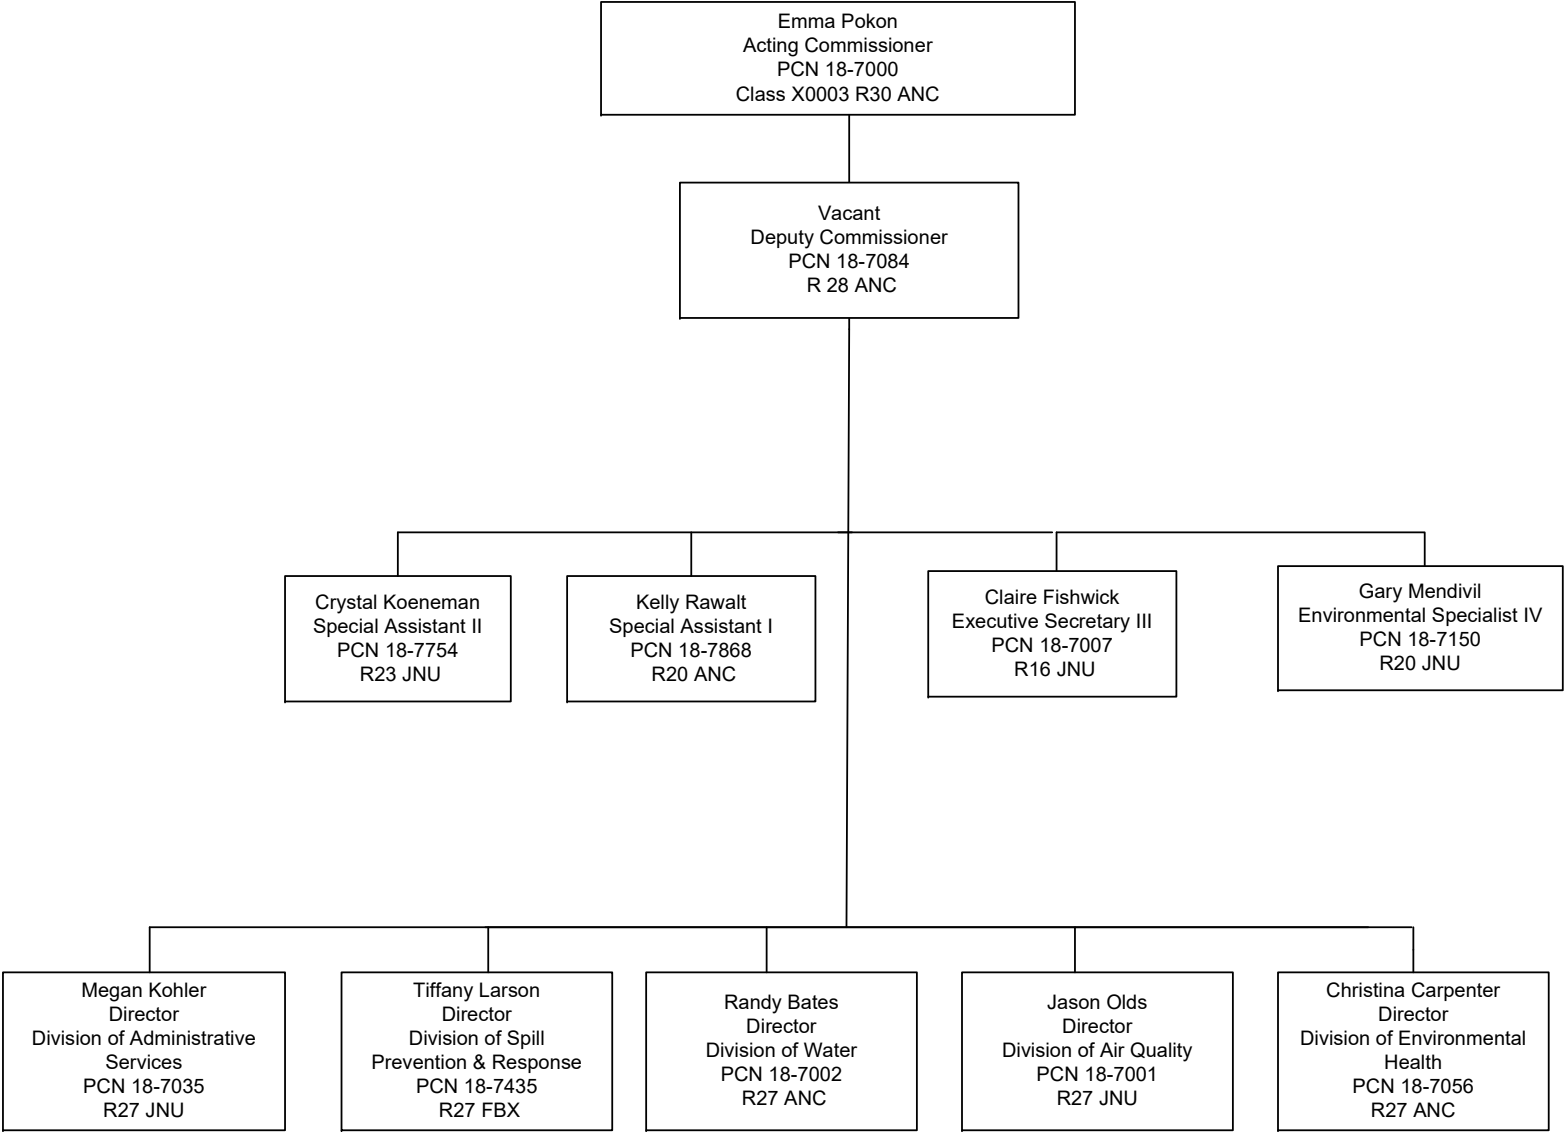 Emma Pokon
Acting Commissioner
PCN 18-7000
Class X0003 R30 ANC
Vacant
Deputy Commissioner
PCN 18-7084
R 28 ANC
Crystal Koeneman
Special Assistant II
PCN 18-7754
R23 JNU
Kelly Rawalt
Special Assistant I
PCN 18-7868
R20 ANC
Claire Fishwick
Executive Secretary III
PCN 18-7007
R16 JNU
Gary Mendivil
Environmental Specialist IV
PCN 18-7150
R20 JNU
Megan Kohler
Director
Division of Administrative
Services
PCN 18-7035
R27 JNU
Tiffany Larson
Director
Division of Spill
Prevention & Response
PCN 18-7435
R27 FBX
Randy Bates
Director
Division of Water
PCN 18-7002
R27 ANC
Jason Olds
Director
Division of Air Quality
PCN 18-7001
R27 JNU
Christina Carpenter
Director
Division of Environmental
Health
PCN 18-7056
R27 ANC